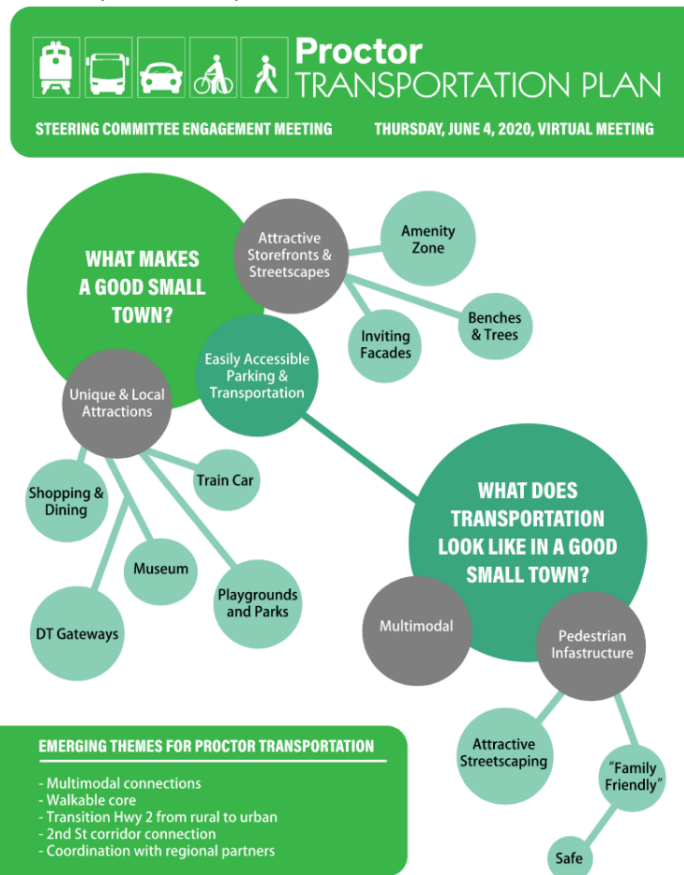 Proctor
TRANSPORTATION PLAN
STEERING COMMITTEE ENGAGEMENT MEETING
THURSDAY, JUNE 4, 2020, VIRTUAL MEETING
WHAT MAKES
A GOOD SMALL
TOWN?
Attractive
Storefronts &
Streetscapes
Amenity
Zone
Inviting
Facades
Benches
& Trees
Easily Accessible
Parking &
Transportation
Unique & Local
Attractions
Shopping &
Dining
Train Car
Museum
Playgrounds
and Parks
DT Gateways
WHAT DOES
TRANSPORTATION
LOOK LIKE IN A GOOD
SMALL TOWN?
Multimodal
Pedestrian
Infastructure
Attractive
Streetscaping
"Family
Friendly"
Safe
EMERGING THEMES FOR PROCTOR TRANSPORTATION
- Multimodal connections
- Walkable core
- Transition Hwy 2 from rural to urban
- 2nd St corridor connection
- Coordination with regional partners